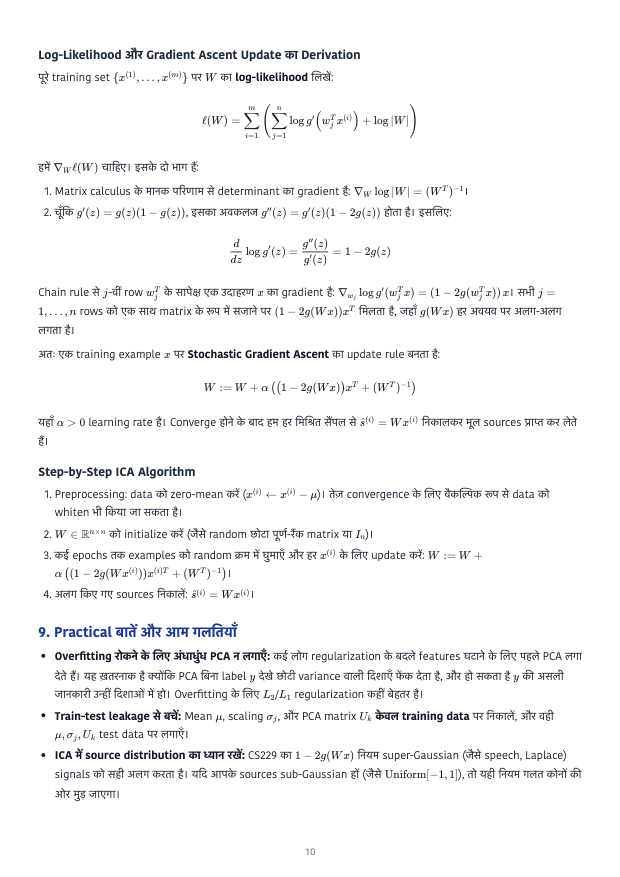 Log-Likelihood और Gradient Ascent Update का Derivation
पूरे training set {x^{(1)}, . . . , x^{(m)}} पर W का log-likelihood लिखें:
ℓ(W) = \sum_{i=1}^{m} ( \sum_{j=1}^{n} log g′(w_j^T x^{(i)}) + log |W| )
हमें ∇_W ℓ(W) चाहिए। इसके दो भाग हैं:
1. Matrix calculus के मानक परिणाम से determinant का gradient है: ∇_W log |W| = (W^T)^{−1}।
2. चूँकि g′(z) = g(z)(1 − g(z)), इसका अवकलज g′′(z) = g′(z)(1 − 2g(z)) होता है। इसलिए:
\frac{d}{dz} log g′(z) = \frac{g′′(z)}{g′(z)} = 1 − 2g(z)
Chain rule से j-वीं row w_j^T के सापेक्ष एक उदाहरण x का gradient है: ∇_{w_j} log g′(w_j^T x) = (1 − 2g(w_j^T x)) x। सभी j =
1, . . . , n rows को एक साथ matrix के रूप में सजाने पर (1 − 2g(Wx))x^T मिलता है, जहाँ g(Wx) हर अवयव पर अलग-अलग
लगता है।
अतः एक training example x पर Stochastic Gradient Ascent का update rule बनता है:
W := W + α ((1 − 2g(Wx))x^T + (W^T)^{−1})
यहाँ α > 0 learning rate है। Converge होने के बाद हम हर मिश्रित सैंपल से ŝ^{(i)} = Wx^{(i)} निकालकर मूल sources प्राप्त कर लेते
हैं।
Step-by-Step ICA Algorithm
1. Preprocessing: data को zero-mean करें (x^{(i)} ← x^{(i)} − μ)। तेज़ convergence के लिए वैकल्पिक रूप से data को
whiten भी किया जा सकता है।
2. W ∈ ℝ^{n×n} को initialize करें (जैसे random छोटा पूर्ण-रैंक matrix या I_n)।
3. कई epochs तक examples को random क्रम में घुमाएँ और हर x^{(i)} के लिए update करें: W := W +
α ((1 − 2g(Wx^{(i)}))x^{(i)T} + (W^T)^{−1})।
4. अलग किए गए sources निकालें: ŝ^{(i)} = Wx^{(i)}।
9. Practical बातें और आम गलतियाँ
• Overfitting रोकने के लिए अंधाधुंध PCA न लगाएँ: कई लोग regularization के बदले features घटाने के लिए पहले PCA लगा
देते हैं। यह ख़तरनाक है क्योंकि PCA बिना label y देखे छोटी variance वाली दिशाएँ फेंक देता है, और हो सकता है y की असली
जानकारी उन्हीं दिशाओं में हो। Overfitting के लिए L_2/L_1 regularization कहीं बेहतर है।
• Train-test leakage से बचें: Mean μ, scaling σ_j, और PCA matrix U_k केवल training data पर निकालें, और वही
μ, σ_j, U_k test data पर लगाएँ।
• ICA में source distribution का ध्यान रखें: CS229 का 1 − 2g(Wx) नियम super-Gaussian (जैसे speech, Laplace)
signals को सही अलग करता है। यदि आपके sources sub-Gaussian हों (जैसे Uniform[−1, 1]), तो यही नियम गलत कोनों की
ओर मुड़ जाएगा।
10